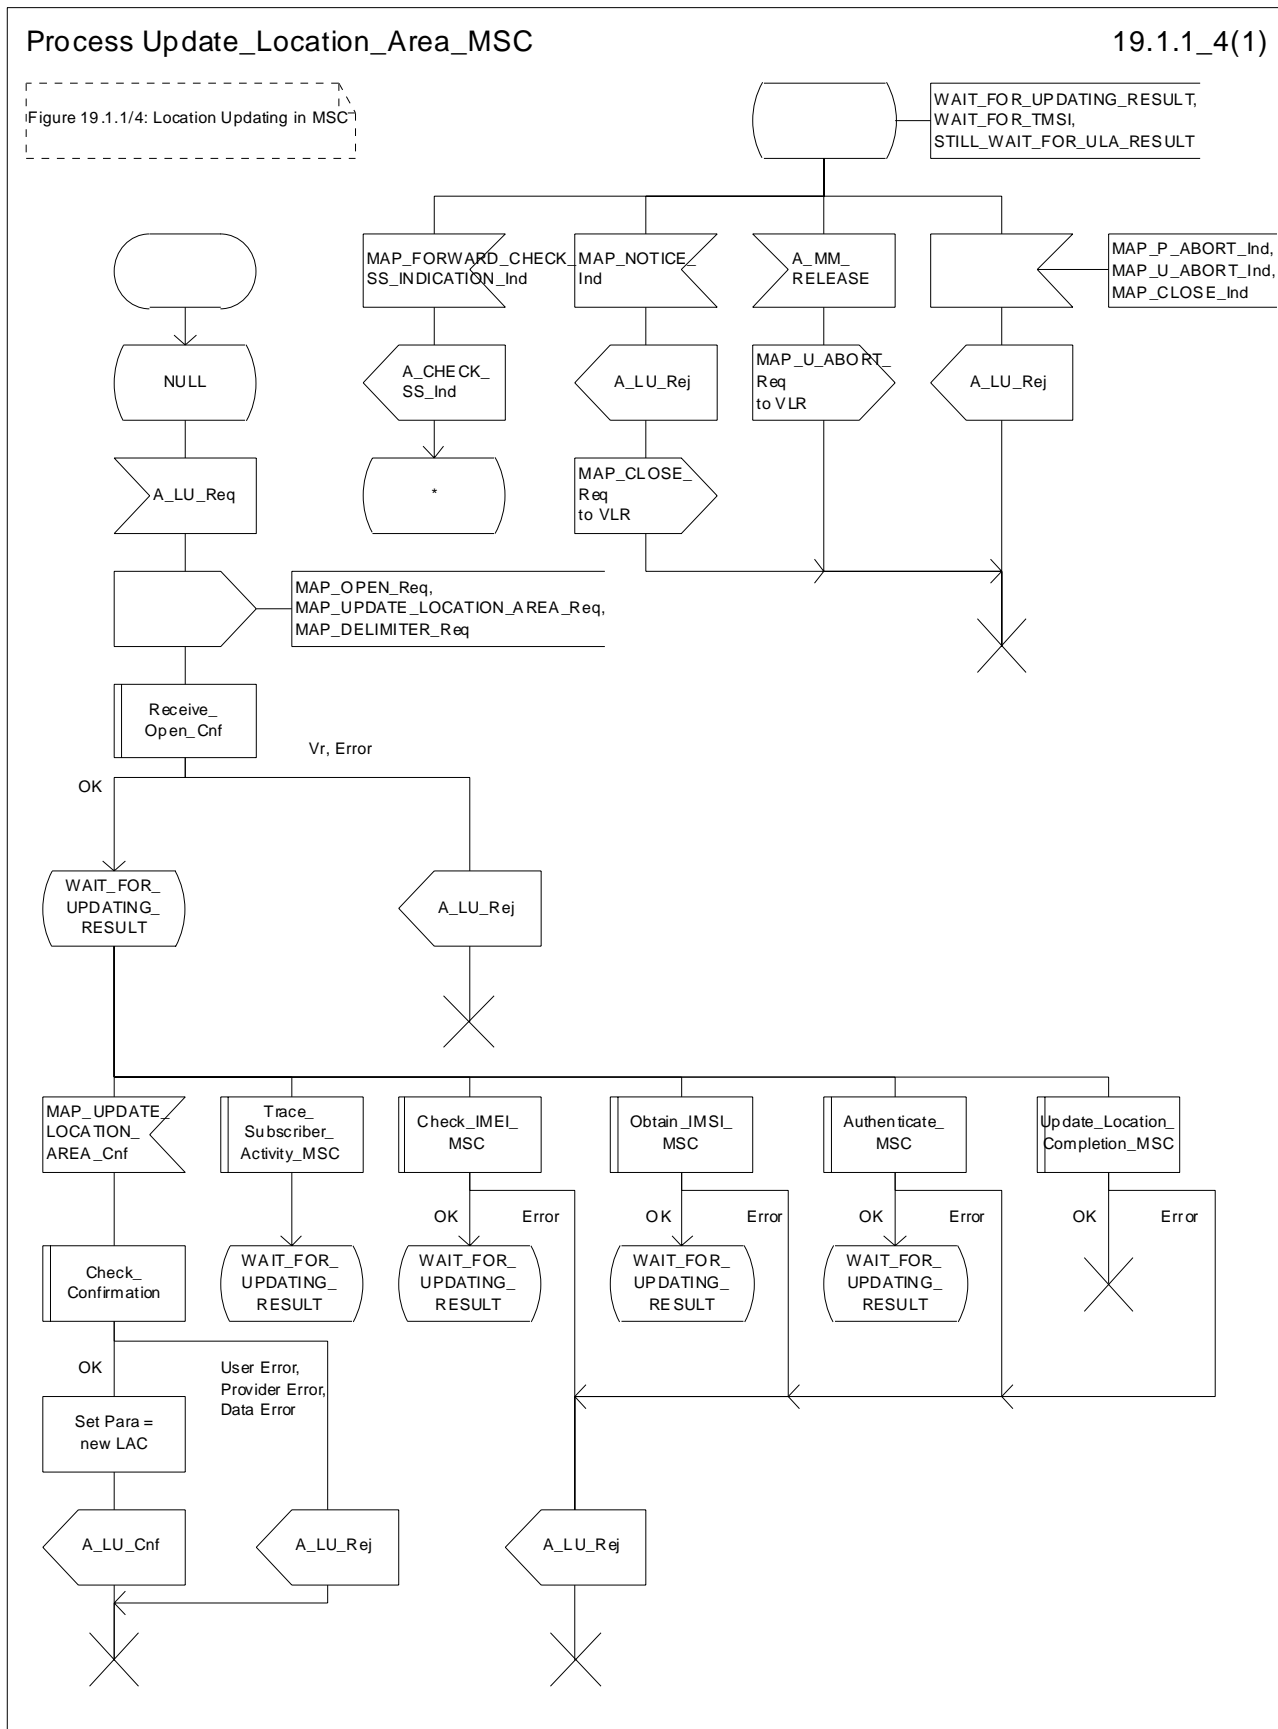 Process Update_Location_Area_MSC
19.1.1_4(1)
Figure 19.1.1/4: Location Updating in MSC
WAIT_FOR_UPDATING_RESULT,
WAIT_FOR_TMSI,
STILL_WAIT_FOR_ULA_RESULT
MAP_FORWARD_CHECK_
SS_INDICATION_Ind
MAP_NOTICE_
Ind
A_MM_
RELEASE
MAP_P_ABORT_Ind,
MAP_U_ABORT_Ind,
MAP_CLOSE_Ind
NULL
A_CHECK_
SS_Ind
A_LU_Rej
MAP_U_ABORT_
Req
to VLR
A_LU_Rej
A_LU_Req
*
MAP_CLOSE_
Req
to VLR
MAP_OPEN_Req,
MAP_UPDATE_LOCATION_AREA_Req,
MAP_DELIMITER_Req
Receive_
Open_Cnf
Vr, Error
OK
WAIT_FOR_
UPDATING_
RESULT
A_LU_Rej
MAP_UPDATE_
LOCATION_
AREA_Cnf
Trace_
Subscriber_
Activity_MSC
Check_IMEI_
MSC
Obtain_IMSI_
MSC
Authenticate_
MSC
Update_Location_
Completion_MSC
OK
Error
OK
Error
OK
Error
OK
Error
Check_
Confirmation
WAIT_FOR_
UPDATING_
RESULT
WAIT_FOR_
UPDATING_
RESULT
WAIT_FOR_
UPDATING_
RESULT
WAIT_FOR_
UPDATING_
RESULT
OK
User Error,
Provider Error,
Data Error
Set Para =
new LAC
A_LU_Cnf
A_LU_Rej
A_LU_Rej